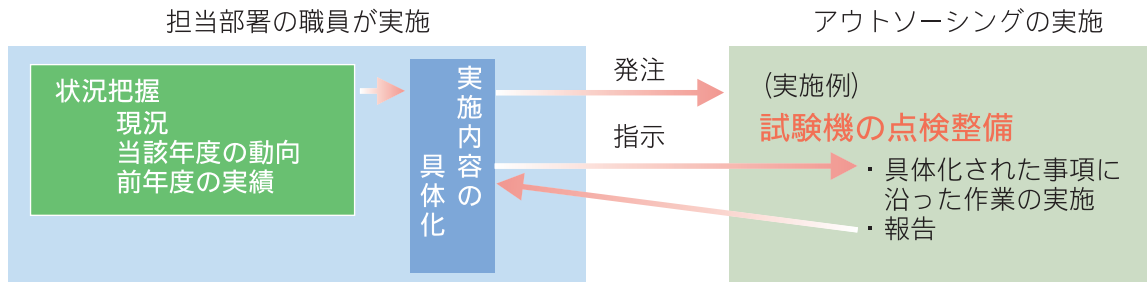 担当部署の職員が実施
アウトソーシングの実施
状況把握
現況
当該年度の動向
前年度の実績
実施内容の
具体化
発注
指示
(実施例)
試験機の点検整備
・具体化された事項に
沿った作業の実施
・報告